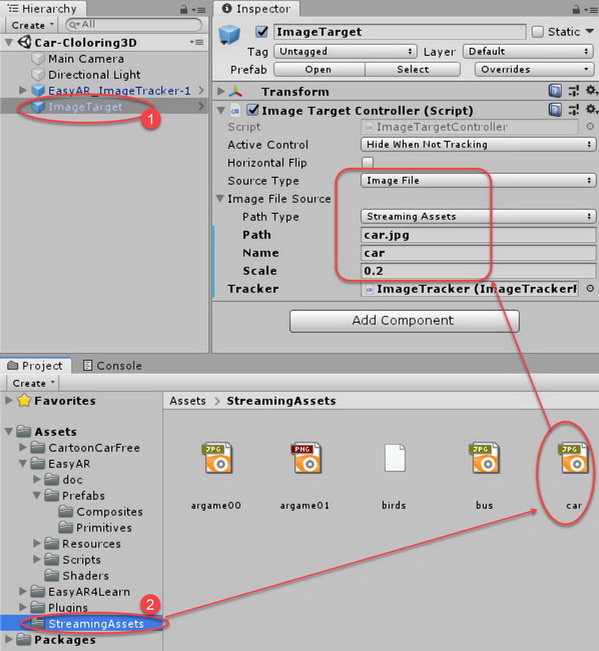 Hierarchy
Create
All
Car-Cloloring3D
Main Camera
Directional Light
EasyAR_ImageTracker-1
ImageTarget
1
Inspector
ImageTarget
Static
Tag Untagged Layer Default
Prefab Open Select Overrides
Transform
Image Target Controller (Script)
Script ImageTargetController
Active Control Hide When Not Tracking
Horizontal Flip
Source Type Image File
Image File Source
Path Type Streaming Assets
Path car.jpg
Name car
Scale 0.2
Tracker ImageTracker (ImageTrackerF
Add Component
Project Console
Create
Favorites
Assets
CartoonCarFree
EasyAR
doc
Prefabs
Composites
Primitives
Resources
Scripts
Shaders
EasyAR4Learn
Plugins
2
StreamingAssets
Packages
Assets > StreamingAssets
JPG PNG JPG JPG
argame00 argame01 birds bus car